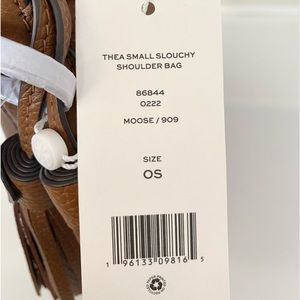 THEA SMALL SLOUCHY
SHOULDER BAG
86844
0222
MOOSE / 909
SIZE
OS
1 96133 09816 5